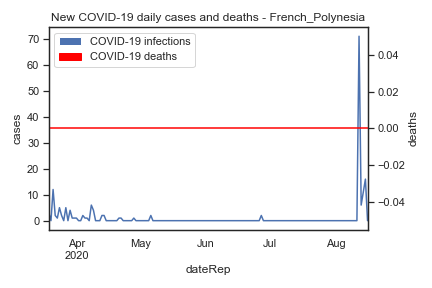 New COVID-19 daily cases and deaths - French_Polynesia
COVID-19 infections
COVID-19 deaths
70
60
50
40
30
20
10
0
cases
0.04
0.02
0.00
−0.02
−0.04
deaths
Apr May Jun Jul Aug
2020
dateRep